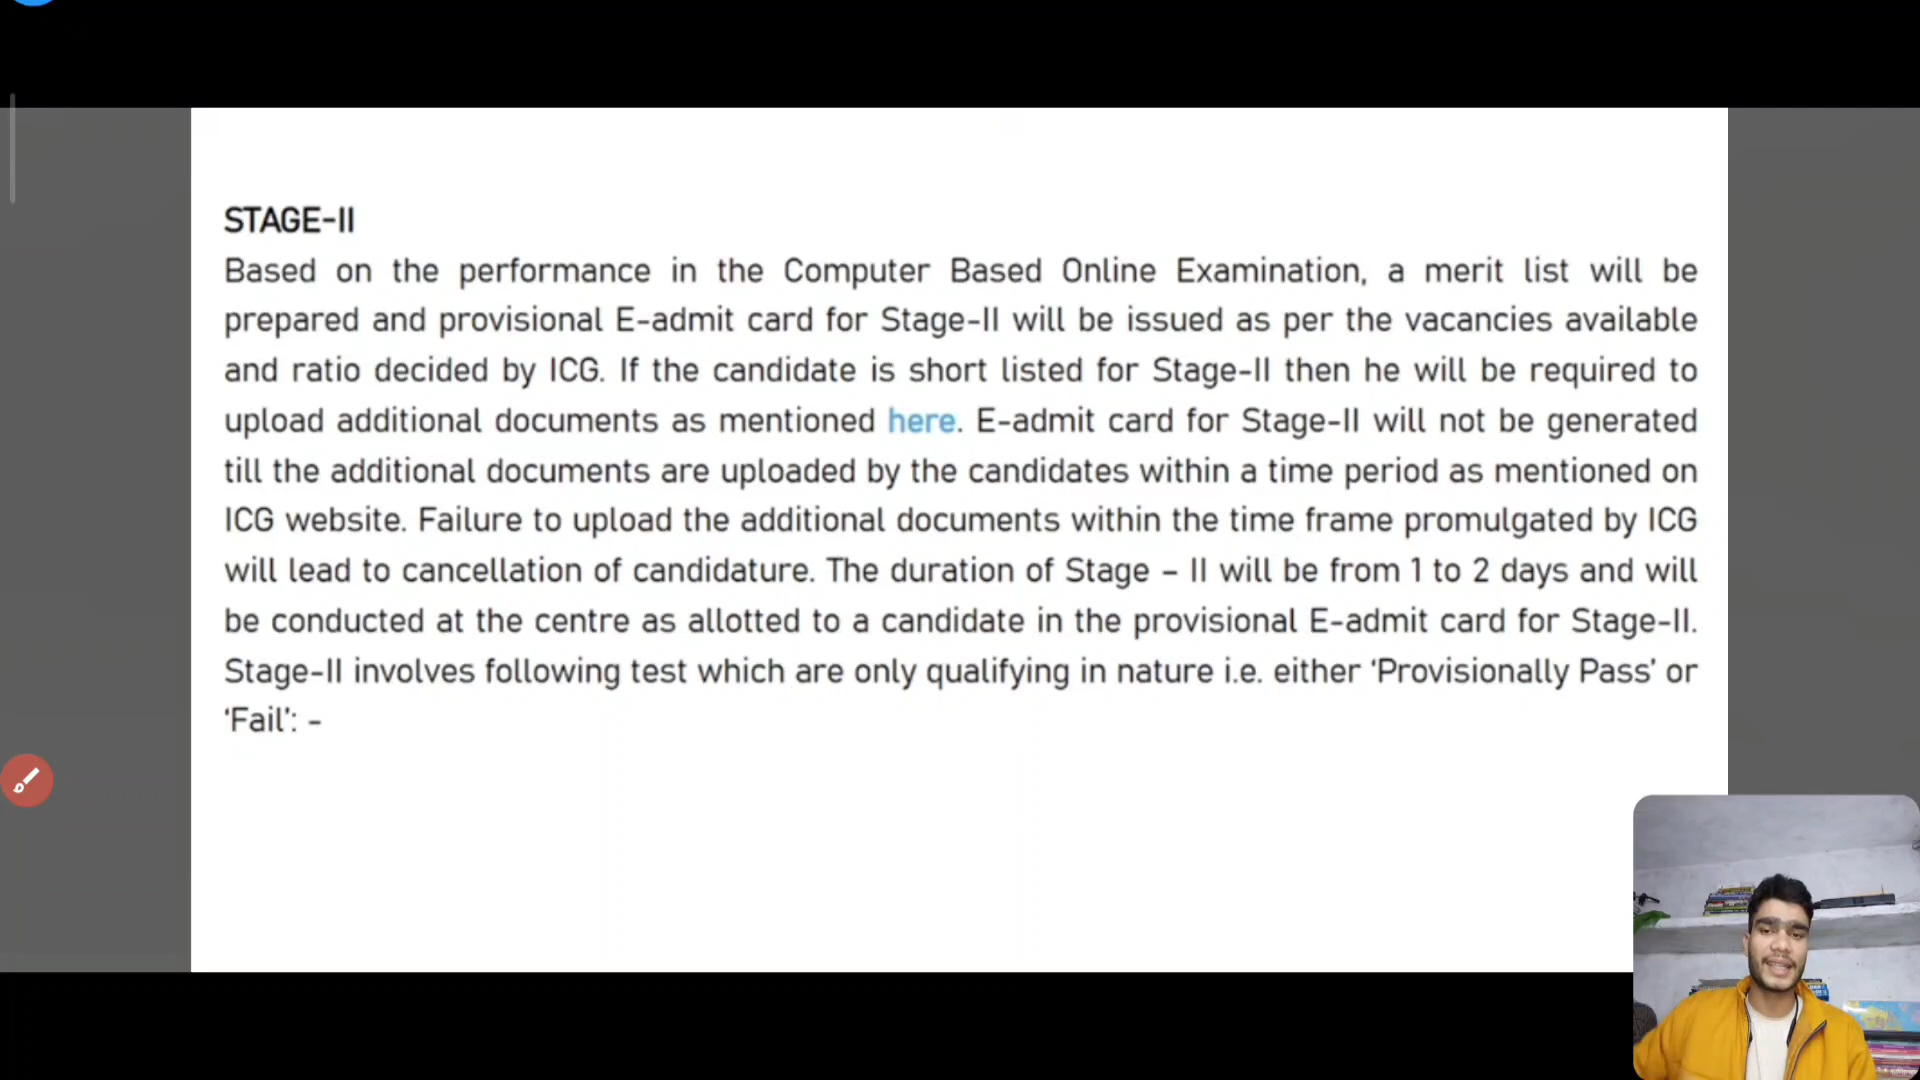 STAGE-II
Based on the performance in the Computer Based Online Examination, a merit list will be
prepared and provisional E-admit card for Stage-II will be issued as per the vacancies available
and ratio decided by ICG. If the candidate is short listed for Stage-II then he will be required to
upload additional documents as mentioned here. E-admit card for Stage-II will not be generated
till the additional documents are uploaded by the candidates within a time period as mentioned on
ICG website. Failure to upload the additional documents within the time frame promulgated by ICG
will lead to cancellation of candidature. The duration of Stage – II will be from 1 to 2 days and will
be conducted at the centre as allotted to a candidate in the provisional E-admit card for Stage-II.
Stage-II involves following test which are only qualifying in nature i.e. either ‘Provisionally Pass’ or
‘Fail’: -